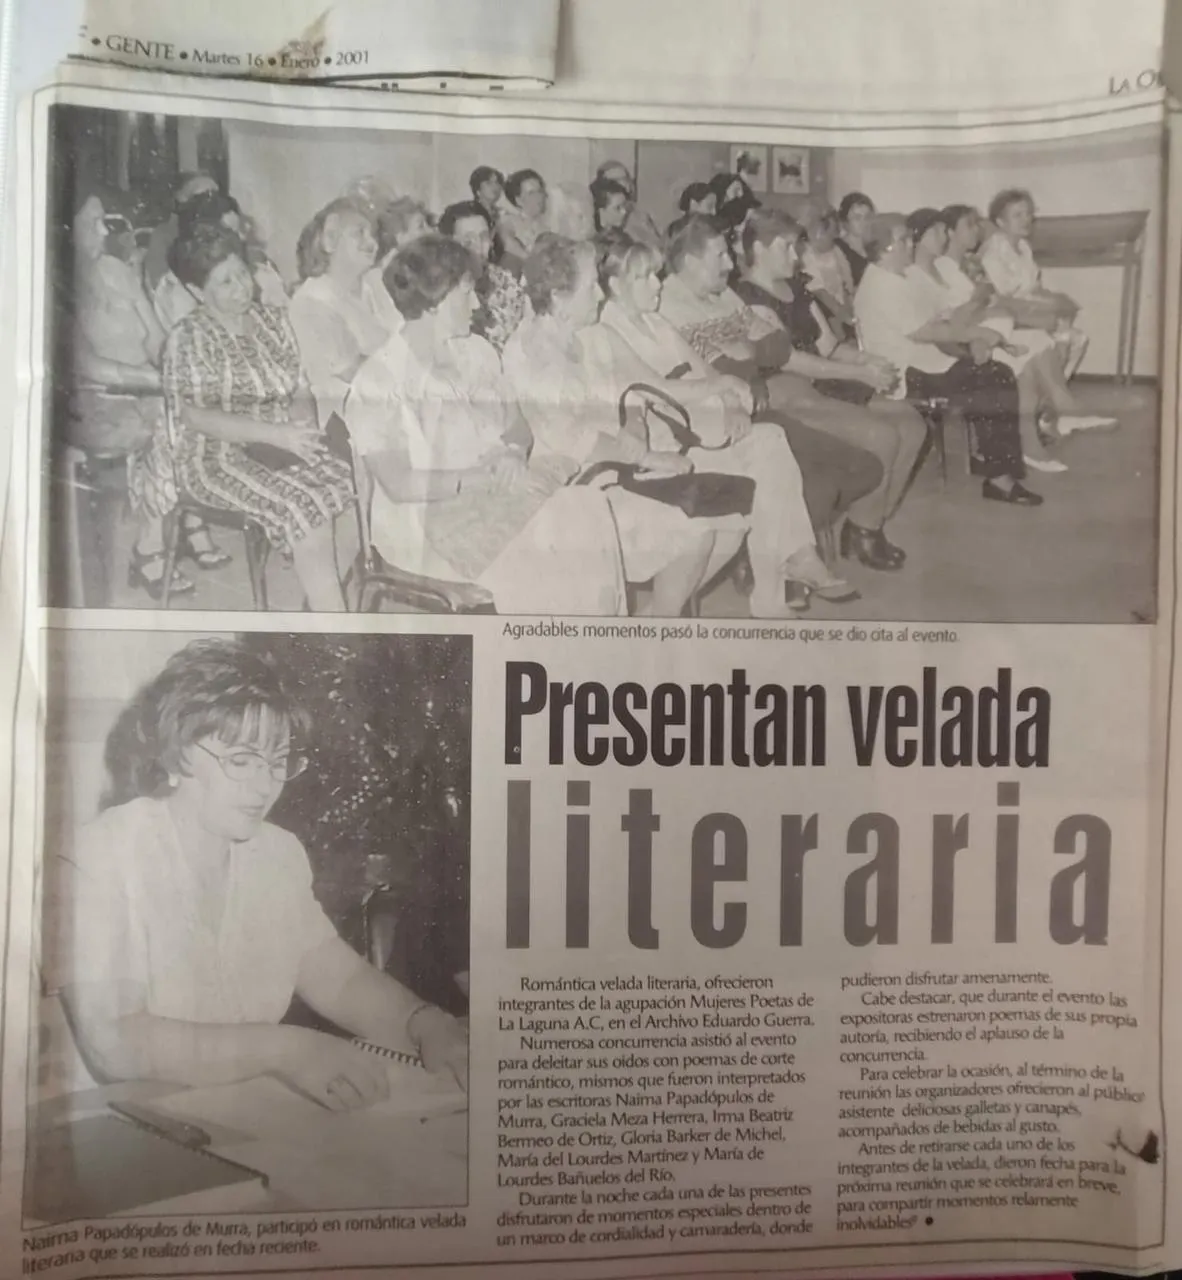 • GENTE • Martes 16 • Enero • 2001
LA
Agradables momentos pasó la concurrencia que se dio cita al evento.
Presentan velada
literaria
Romántica velada literaria, ofrecieron
integrantes de la agupación Mujeres Poetas de
La Laguna A.C, en el Archivo Eduardo Guerra.
Numerosa concurrencia asistió al evento
para deleitar sus oidos con poemas de corte
romántico, mismos que fueron interpretados
por las escritoras Naima Papadópulos de
Murra, Graciela Meza Herrera, Irma Beatriz
Bermeo de Ortiz, Gloria Barker de Michel,
María del Lourdes Martínez y María de
Lourdes Bañuelos del Río.
Durante la noche cada una de las presentes
disfrutaron de momentos especiales dentro de
un marco de cordialidad y camaradería, donde
pudieron disfrutar amenamente.
Cabe destacar, que durante el evento las
expositoras estrenaron poemas de sus propia
autoría, recibiendo el aplauso de la
concurrencia.
Para celebrar la ocasión, al término de la
reunión las organizadores ofrecieron al público
asistente deliciosas galletas y canapés,
acompañados de bebidas al gusto.
Antes de retirarse cada uno de los
integrantes de la velada, dieron fecha para la
próxima reunión que se celebrará en breve,
para compartir momentos relamente
inolvidables" •
Naima Papadópulos de Murra, participó en romántica velada
literaria que se realizó en fecha reciente.